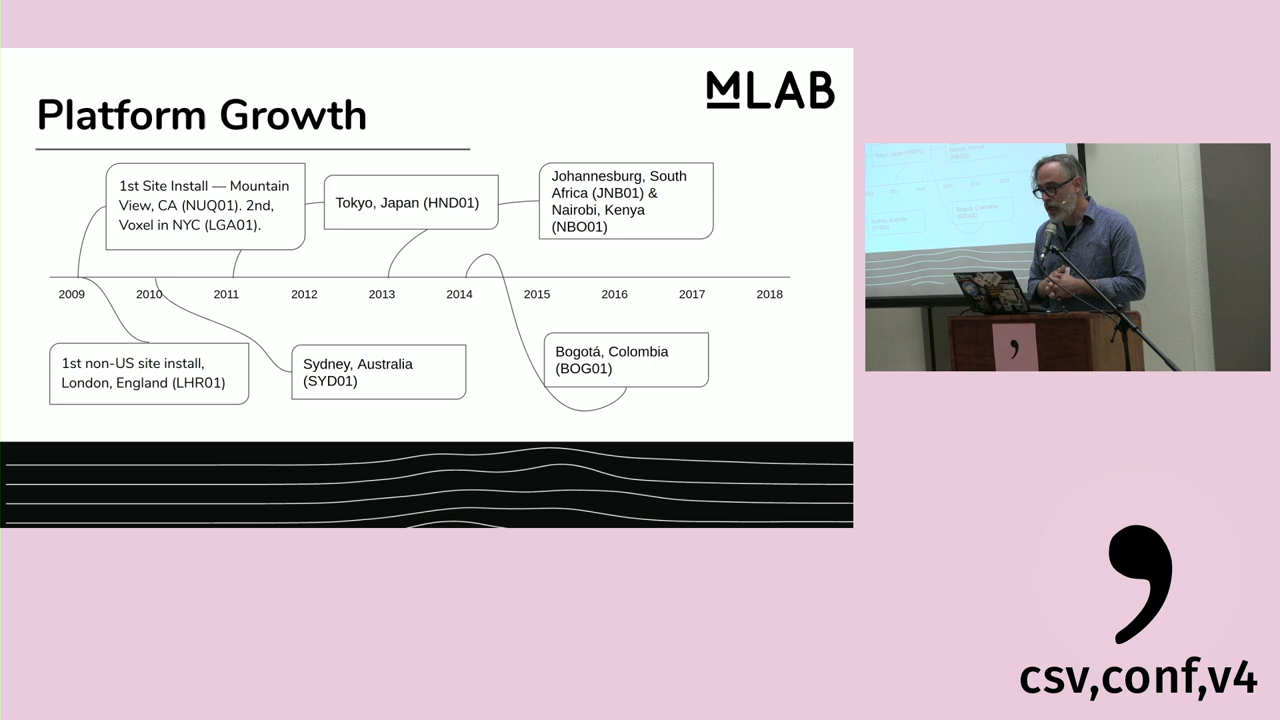 MLAB
Platform Growth
1st Site Install — Mountain
View, CA (NUQ01). 2nd,
Voxel in NYC (LGA01).
Tokyo, Japan (HND01)
Johannesburg, South
Africa (JNB01) &
Nairobi, Kenya
(NBO01)
2009 2010 2011 2012 2013 2014 2015 2016 2017 2018
1st non-US site install,
London, England (LHR01)
Sydney, Australia
(SYD01)
Bogotá, Colombia
(BOG01)
,
csv,conf,v4